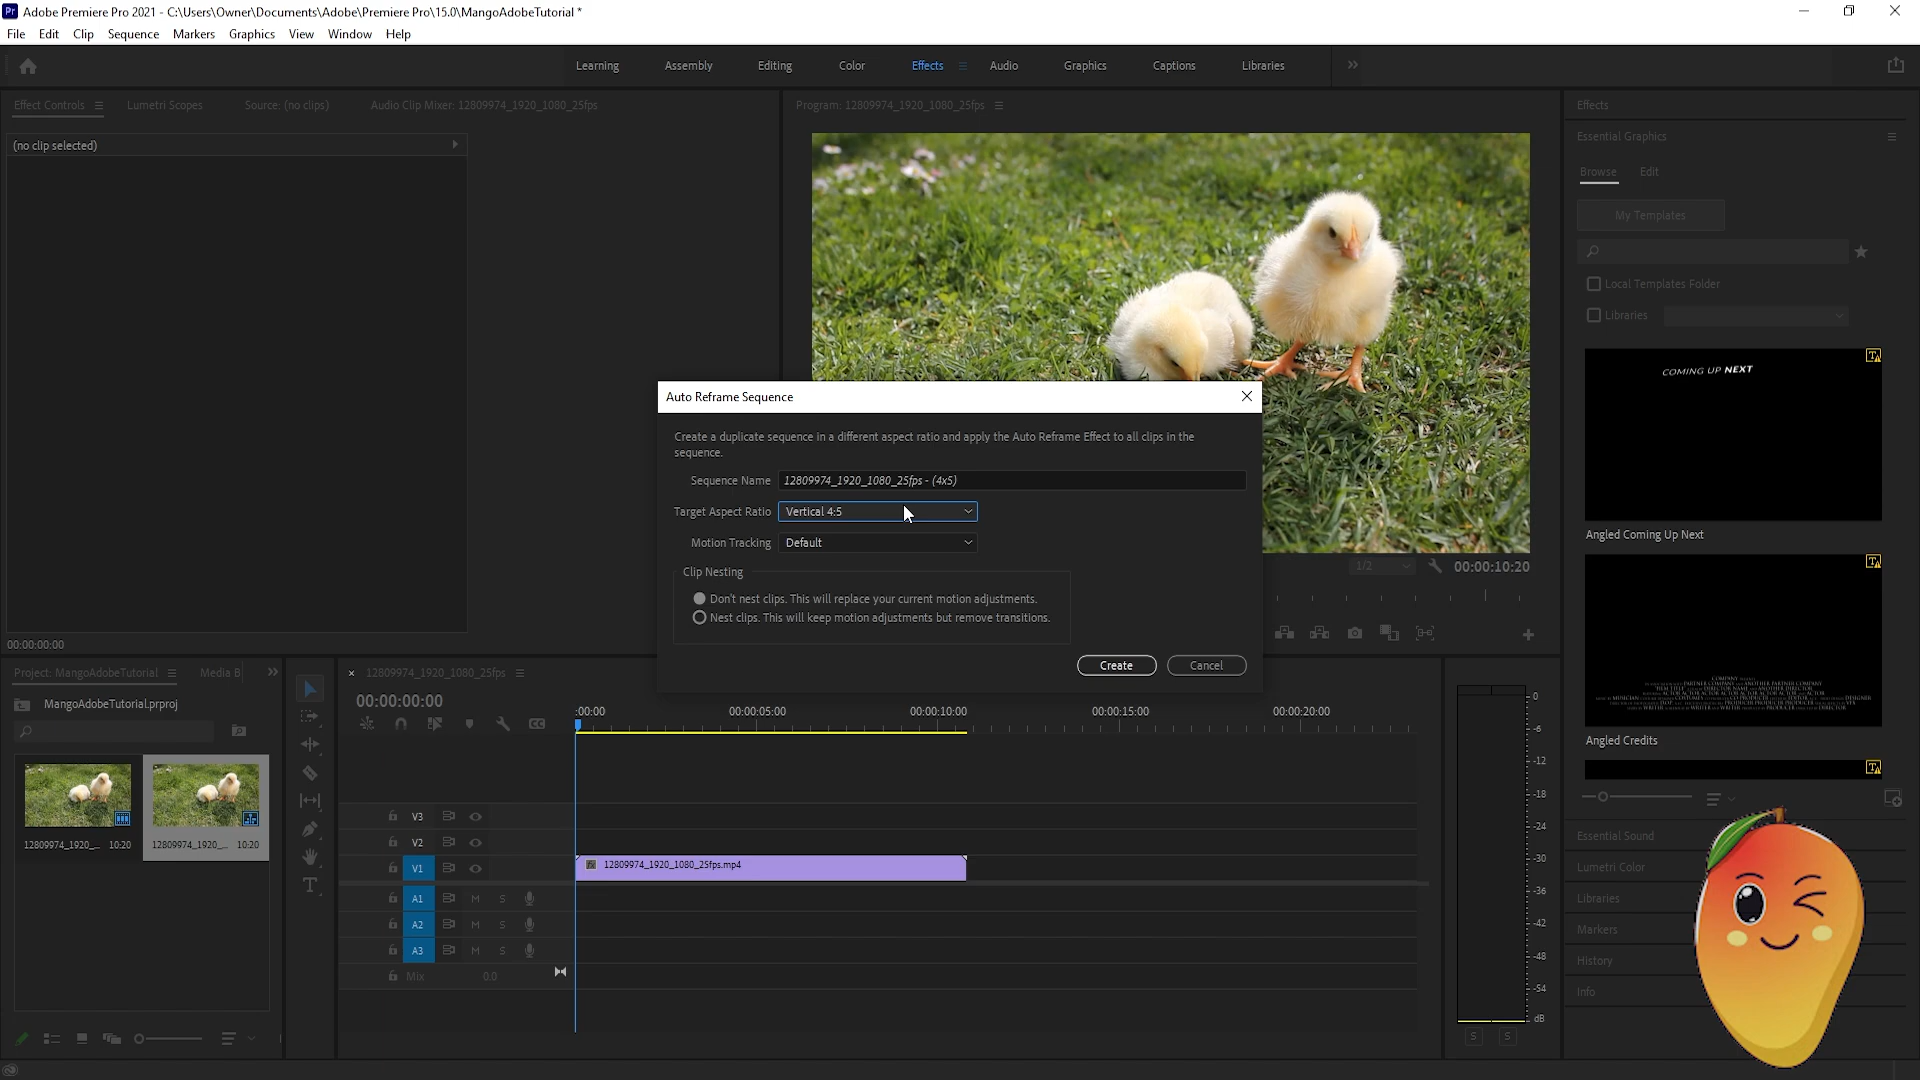 Pr Adobe Premiere Pro 2021 - C:\Users\Owner\Documents\Adobe\Premiere Pro\15.0\MangoAdobeTutorial *
File Edit Clip Sequence Markers Graphics View Window Help
Learning Assembly Editing Color Effects Audio Graphics Captions Libraries
Effect Controls Lumetri Scopes Source: (no clips) Audio Clip Mixer: 12809974_1920_1080_25fps
(no clip selected)
00:00:00:00
Program: 12809974_1920_1080_25fps
1/2 00:00:10:20
Auto Reframe Sequence
Create a duplicate sequence in a different aspect ratio and apply the Auto Reframe Effect to all clips in the
sequence.
Sequence Name 12809974_1920_1080_25fps - (4x5)
Target Aspect Ratio Vertical 4:5
Motion Tracking Default
Clip Nesting
Don't nest clips. This will replace your current motion adjustments.
Nest clips. This will keep motion adjustments but remove transitions.
Create Cancel
Effects
Essential Graphics
Browse Edit
My Templates
Local Templates Folder
Libraries
COMING UP NEXT
Angled Coming Up Next
Angled Credits
Essential Sound
Lumetri Color
Libraries
Markers
History
Info
Project: MangoAdobeTutorial Media B
MangoAdobeTutorial.prproj
12809974_1920_... 10:20 12809974_1920_... 10:20
12809974_1920_1080_25fps
00:00:00:00
:00:00 00:00:05:00 00:00:10:00 00:00:15:00 00:00:20:00
V3
V2
V1 12809974_1920_1080_25fps.mp4
A1 M S
A2 M S
A3 M S
Mix 0.0
0
-6
-12
-18
-24
-30
-36
-42
-48
-54
dB
S S